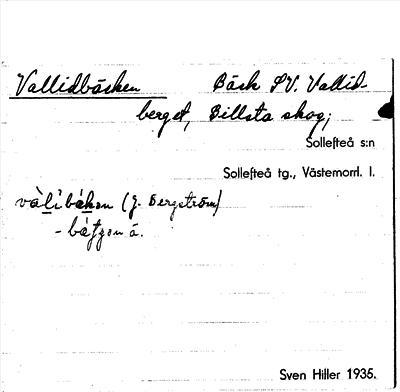 Vallidbäcken Bäck SV. Vallid-
berget, Billsta skog;
Sollefteå s:n
Sollefteå tg., Västernorrl. l.
(J. Bergström)
Sven Hiller 1935.